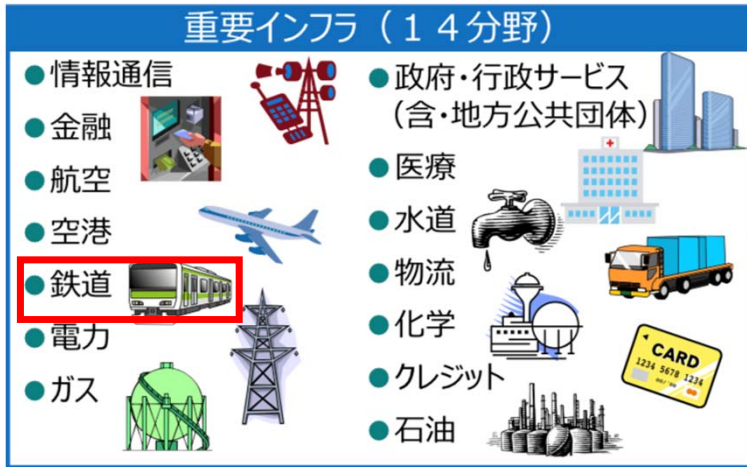 重要インフラ（１４分野）
●情報通信
●金融
●航空
●空港
●鉄道
●電力
●ガス
●政府・行政サービス
（含・地方公共団体）
●医療
●水道
●物流
●化学
●クレジット
●石油
CARD
1234 5678 1234